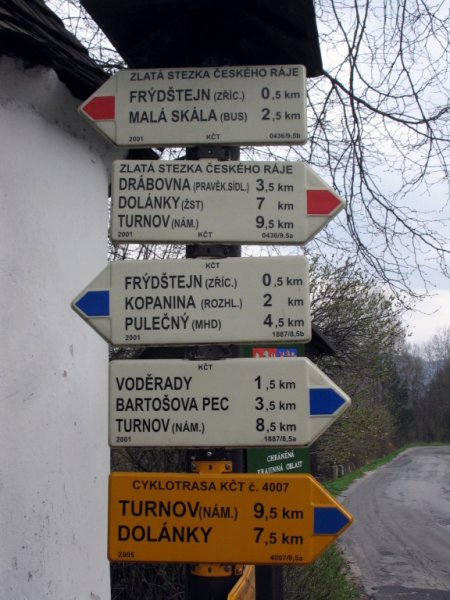 ZLATÁ STEZKA ČESKÉHO RÁJE
FRÝDŠTEJN (ZŘÍC.) 0,5 KM
MALÁ SKÁLA (BUS) 2,5 KM
2001 KČT 0436/9,5b
ZLATÁ STEZKA ČESKÉHO RÁJE
DRÁBOVNA (PRAVĚK.SÍDL.) 3,5 KM
DOLÁNKY (ŽST) 7 KM
TURNOV (NÁM.) 9,5 KM
2001 KČT 0436/9,5a
KČT
FRÝDŠTEJN (ZŘÍC.) 0,5 KM
KOPANINA (ROZHL.) 2 KM
PULEČNÝ (MHD) 4,5 KM
2001 1887/8,5b
KČT
VODĚRADY 1,5 KM
BARTOŠOVA PEC 3,5 KM
TURNOV (NÁM.) 8,5 KM
2001 1887/8,5a
CHRÁNĚNÁ
KRAJINNÁ OBLAST
CYKLOTRASA KČT č. 4007
TURNOV (NÁM.) 9,5 KM
DOLÁNKY 7,5 KM
2005 4007/9,5a